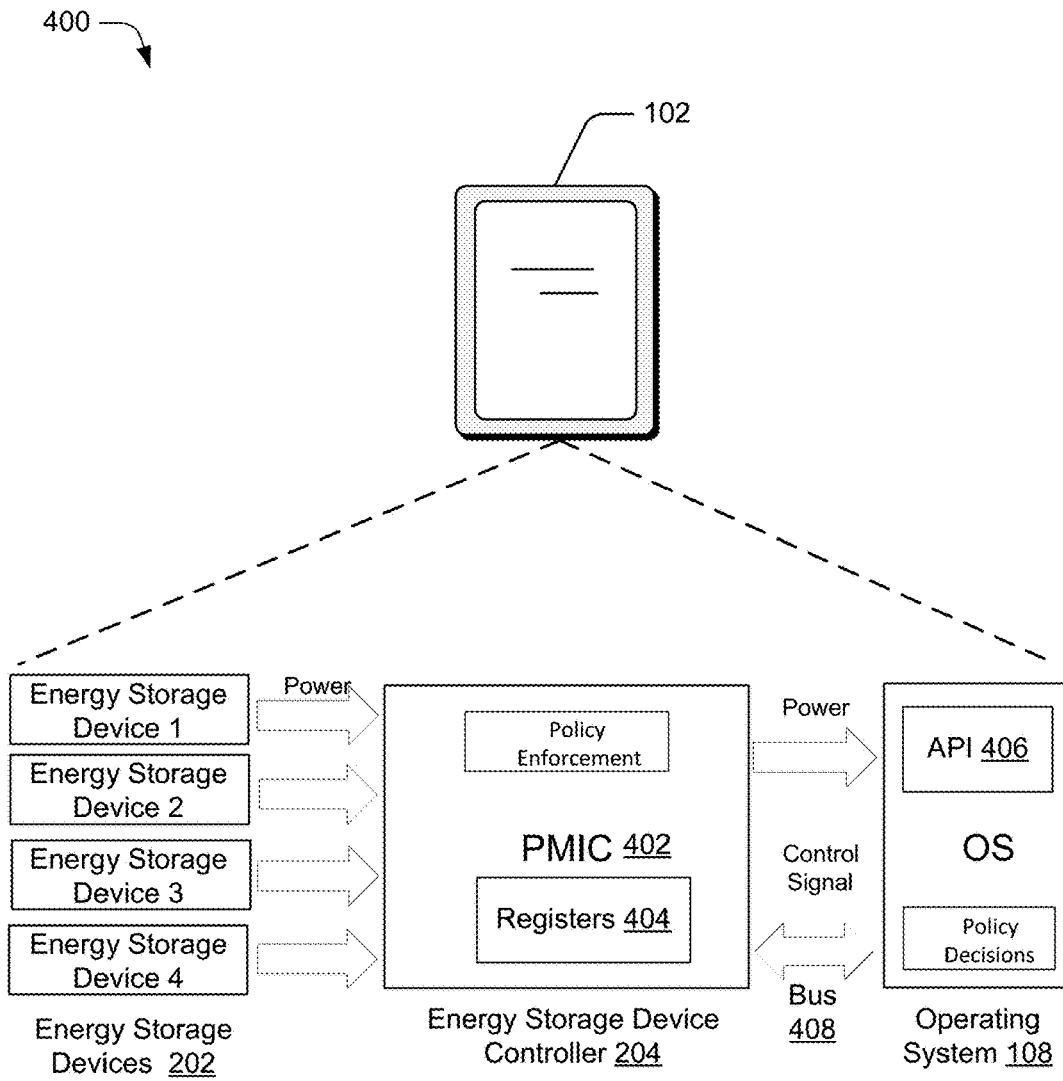 400
102
Energy Storage
Device 1
Energy Storage
Device 2
Energy Storage
Device 3
Energy Storage
Device 4
Energy Storage
Devices 202
Power
Policy
Enforcement
PMIC 402
Registers 404
Energy Storage Device
Controller 204
Power
Control
Signal
Bus
408
API 406
OS
Policy
Decisions
Operating
System 108